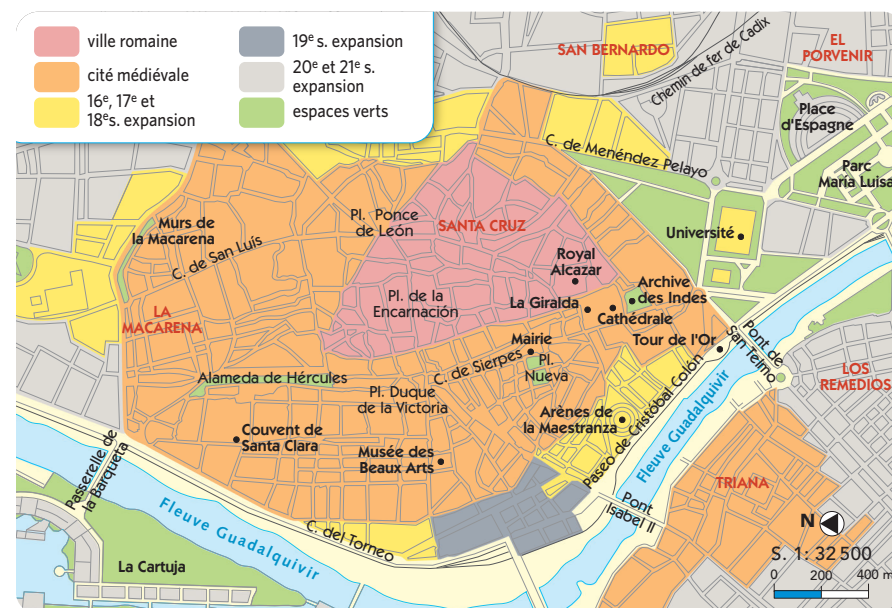 ville romaine
cité médiévale
16e, 17e et
18e s. expansion
19e s. expansion
20e et 21e s.
expansion
espaces verts
SAN BERNARDO
Chemin de fer de Cadix
EL
PORVENIR
Place
d'Espagne
C. de Menéndez Pelayo
Parc
María Luisa
Murs de
la Macarena
C. de San Luís
Pl. Ponce
de León
SANTA CRUZ
Université
Royal
Alcazar
Archive
des Indes
La Giralda
Cathédrale
LA
MACARENA
Pl. de la
Encarnación
Mairie
Tour de l'Or
Pont de
San Telmo
C. de Sierpes
Pl.
Nueva
LOS
REMEDIOS
Alameda de Hércules
Pl. Duque
de la Victoria
Paseo de Cristóbal Colón
Fleuve Guadalquivir
Arènes de
la Maestranza
Couvent de
Santa Clara
Musée des
Beaux Arts
Passerelle de
la Barqueta
TRIANA
Pont
Isabel II
Fleuve Guadalquivir
C. del Torneo
N
La Cartuja
S. 1: 32 500
0 200 400 m